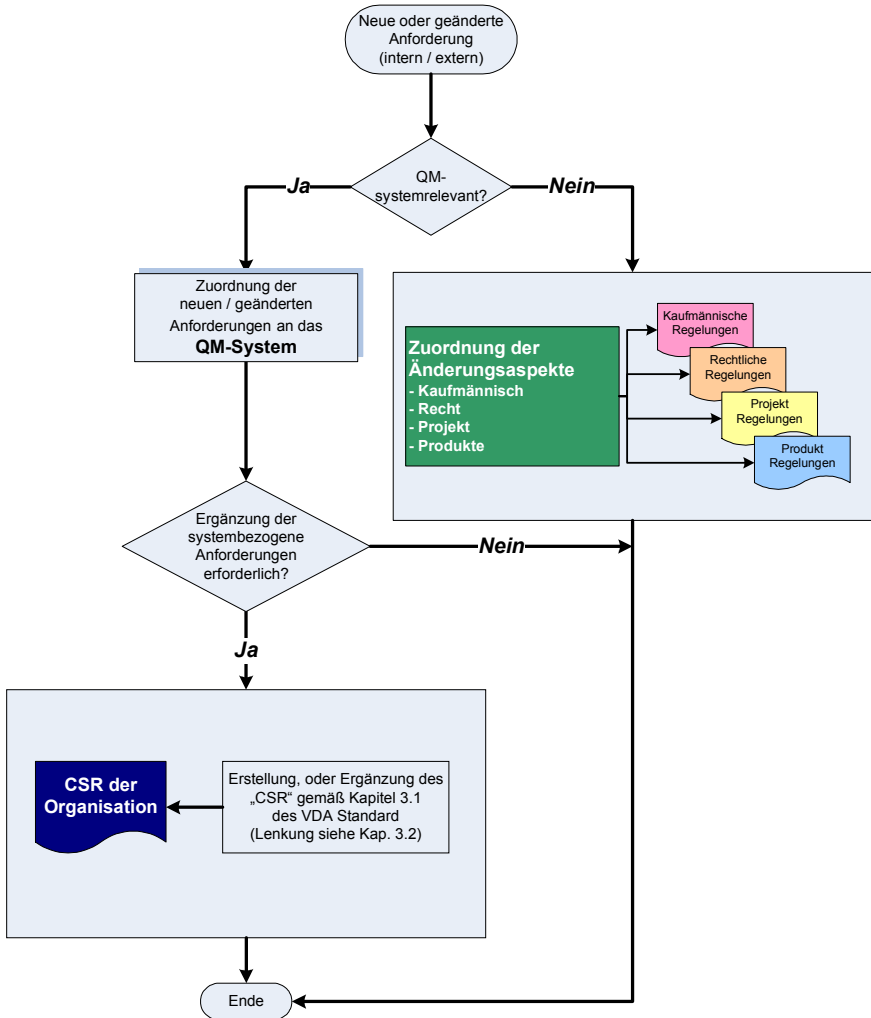 Neue oder geänderte
Anforderung
(intern / extern)
QM-
systemrelevant?
Ja
Nein
Zuordnung der
neuen / geänderten
Anforderungen an das
QM-System
Zuordnung der
Änderungsaspekte
- Kaufmännisch
- Recht
- Projekt
- Produkte
Kaufmännische
Regelungen
Rechtliche
Regelungen
Projekt
Regelungen
Produkt
Regelungen
Ergänzung der
systembezogene
Anforderungen
erforderlich?
Nein
Ja
CSR der
Organisation
Erstellung, oder Ergänzung des
„CSR“ gemäß Kapitel 3.1
des VDA Standard
(Lenkung siehe Kap. 3.2)
Ende